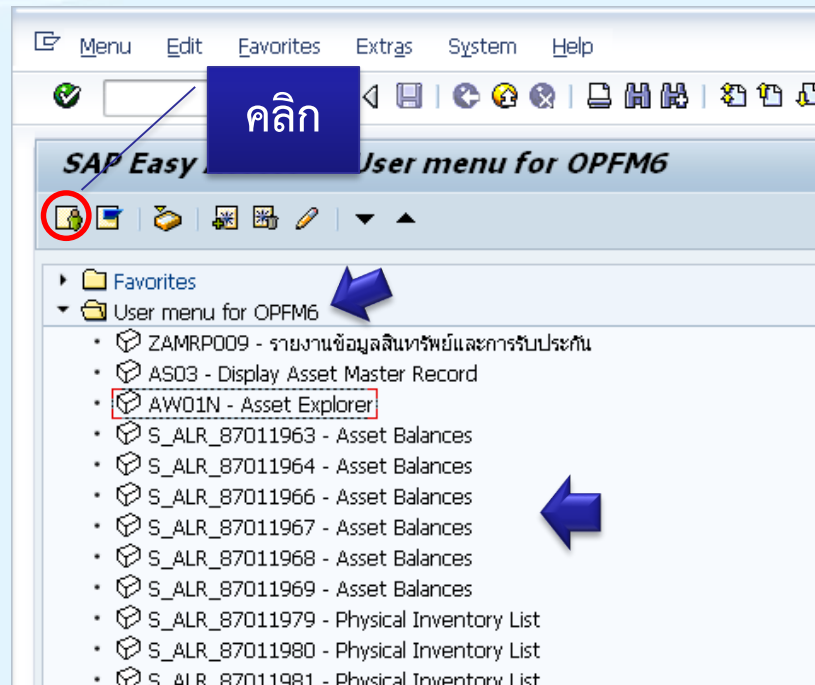 Menu Edit Favorites Extras System Help
คลิก
SAP Easy User menu for OPFM6
Favorites
User menu for OPFM6
ZAMRP009 - รายงานข้อมูลสินทรัพย์และการรับประกัน
AS03 - Display Asset Master Record
AW01N - Asset Explorer
S_ALR_87011963 - Asset Balances
S_ALR_87011964 - Asset Balances
S_ALR_87011966 - Asset Balances
S_ALR_87011967 - Asset Balances
S_ALR_87011968 - Asset Balances
S_ALR_87011969 - Asset Balances
S_ALR_87011979 - Physical Inventory List
S_ALR_87011980 - Physical Inventory List
S_ALR_87011981 - Physical Inventory List